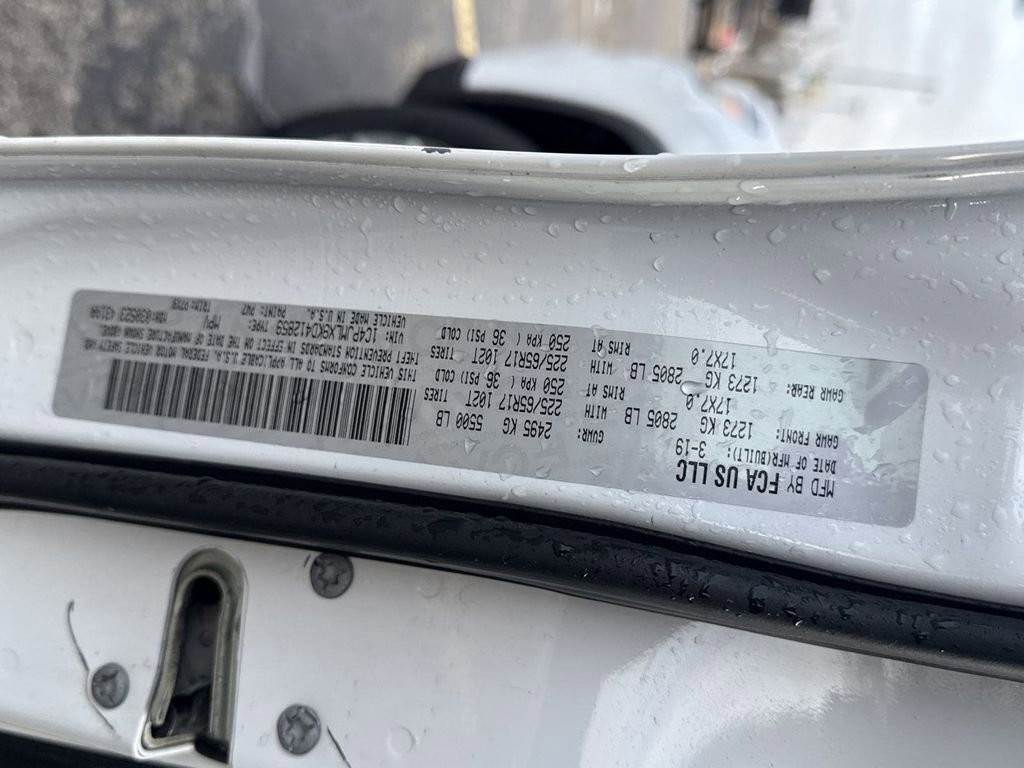 MFD BY FCA US LLC
DATE OF MFR(BUILT): 3-19 GVWR: 2495 KG 5500 LB
GAWR FRONT: WITH TIRES
1273 KG 2805 LB 225/65R17 102T
RIMS AT
17X7.0 250 KPA ( 36 PSI) COLD
GAWR REAR: WITH TIRES
1273 KG 2805 LB 225/65R17 102T
RIMS AT
17X7.0 250 KPA ( 36 PSI) COLD
THIS VEHICLE CONFORMS TO ALL APPLICABLE U.S.A. FEDERAL MOTOR VEHICLE SAFETY AND
THEFT PREVENTION STANDARDS IN EFFECT ON THE DATE OF MANUFACTURE SHOWN ABOVE.
VIN: 1C4PJMLX8KD412859 TYPE: MPV
VEHICLE MADE IN U.S.A. PAINT: PW7 TRIM: